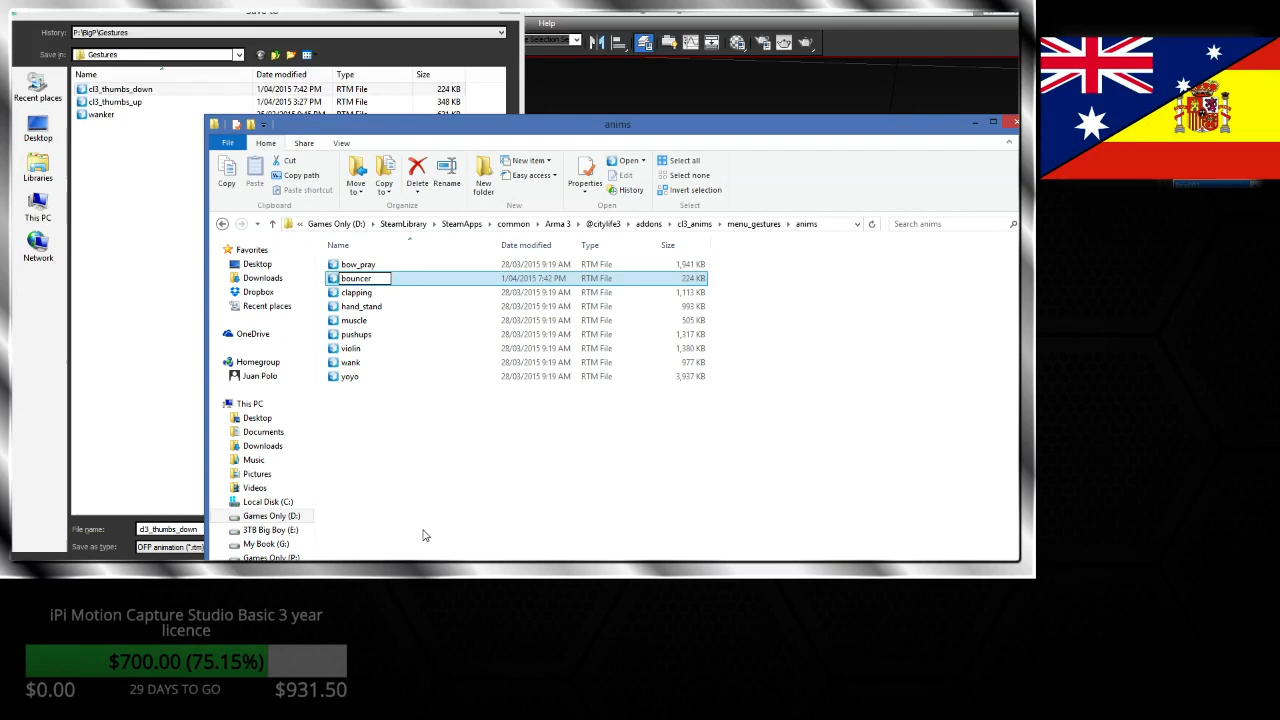 Save to
Help
History: P:\BigP\Gestures
Save in: Gestures
Name Date modified Type Size
cl3_thumbs_down 1/04/2015 7:42 PM RTM File 224 KB
cl3_thumbs_up 1/04/2015 3:27 PM RTM File 348 KB
wanker
Recent places
Desktop
Libraries
This PC
Network
File name: cl3_thumbs_down
Save as type: OFP animation (*.rtm)
anims
File Home Share View
Copy
Paste
Cut
Copy path
Paste shortcut
Clipboard
Move to
Copy to
Delete
Rename
Organize
New folder
New item
Easy access
New
Properties
Open
Edit
History
Open
Select all
Select none
Invert selection
Select
« Games Only (D:) SteamLibrary SteamApps common Arma 3 @citylife3 addons cl3_anims menu_gestures anims
Search anims
Favorites
Desktop
Downloads
Dropbox
Recent places
OneDrive
Homegroup
Juan Polo
This PC
Desktop
Documents
Downloads
Music
Pictures
Videos
Local Disk (C:)
Games Only (D:)
3TB Big Boy (E:)
My Book (G:)
Games Only (P:)
Name Date modified Type Size
bow_pray 28/03/2015 9:19 AM RTM File 1,941 KB
bouncer 1/04/2015 7:42 PM RTM File 224 KB
clapping 28/03/2015 9:19 AM RTM File 1,113 KB
hand_stand 28/03/2015 9:19 AM RTM File 993 KB
muscle 28/03/2015 9:19 AM RTM File 505 KB
pushups 28/03/2015 9:19 AM RTM File 1,317 KB
violin 28/03/2015 9:19 AM RTM File 1,380 KB
wank 28/03/2015 9:19 AM RTM File 977 KB
yoyo 28/03/2015 9:19 AM RTM File 3,937 KB
iPi Motion Capture Studio Basic 3 year
licence
$700.00 (75.15%)
$0.00 29 DAYS TO GO $931.50